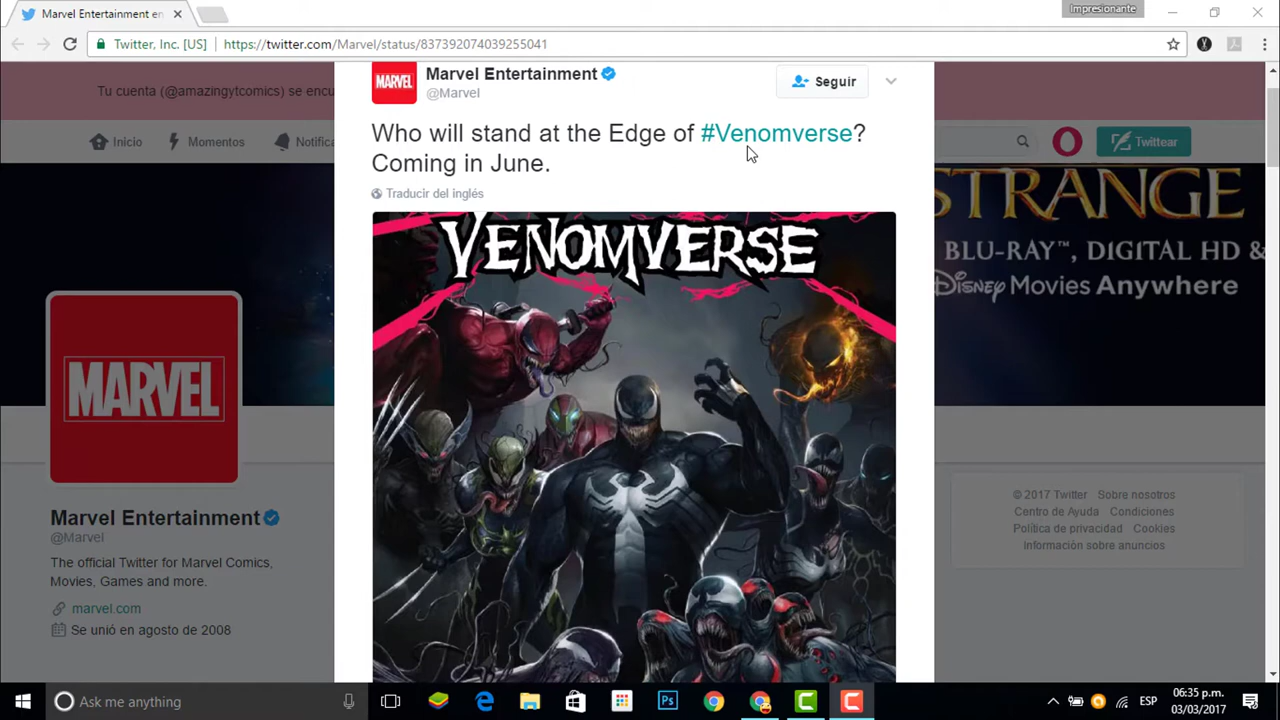 Marvel Entertainment en
Impresionante
Twitter, Inc. [US]
https://twitter.com/Marvel/status/837392074039255041
Tu cuenta (@amazingytcomics) se encu
MARVEL
Marvel Entertainment
@Marvel
Seguir
Inicio
Momentos
Notifica
Twittear
Who will stand at the Edge of #Venomverse?
Coming in June.
Traducir del inglés
VENOMVERSE
STRANGE
BLU-RAY™, DIGITAL HD &
Disney Movies Anywhere
MARVEL
Marvel Entertainment
@Marvel
The official Twitter for Marvel Comics,
Movies, Games and more.
marvel.com
Se unió en agosto de 2008
© 2017 Twitter Sobre nosotros
Centro de Ayuda Condiciones
Política de privacidad Cookies
Información sobre anuncios
Ask me anything
Ps
ESP
06:35 p.m.
03/03/2017